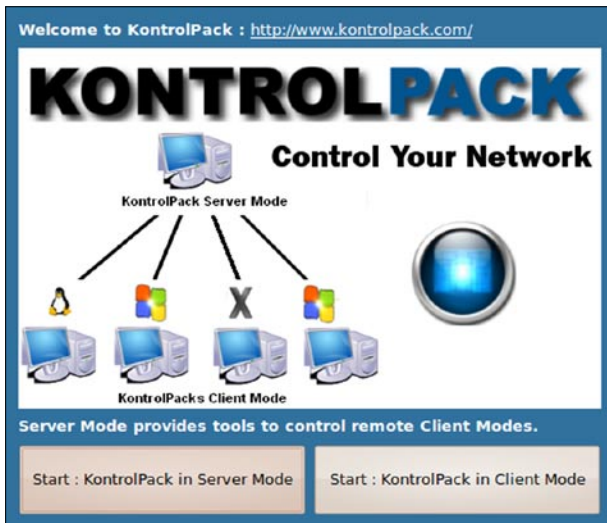 Welcome to KontrolPack : http://www.kontrolpack.com/
KONTROLPACK
Control Your Network
KontrolPack Server Mode
X
KontrolPacks Client Mode
Server Mode provides tools to control remote Client Modes.
Start : KontrolPack in Server Mode
Start : KontrolPack in Client Mode